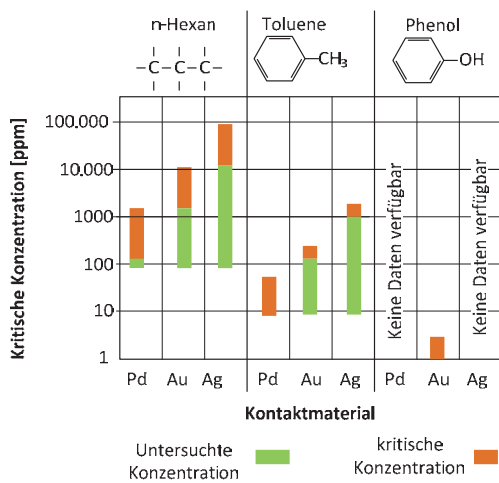 n-Hexan
Toluene
Phenol
–C–C–C–
CH₃
OH
Kritische Konzentration [ppm]
100.000
10.000
1000
100
10
1
Keine Daten verfügbar
Keine Daten verfügbar
Pd Au Ag
Pd Au Ag
Pd Au Ag
Kontaktmaterial
Untersuchte
Konzentration
kritische
Konzentration